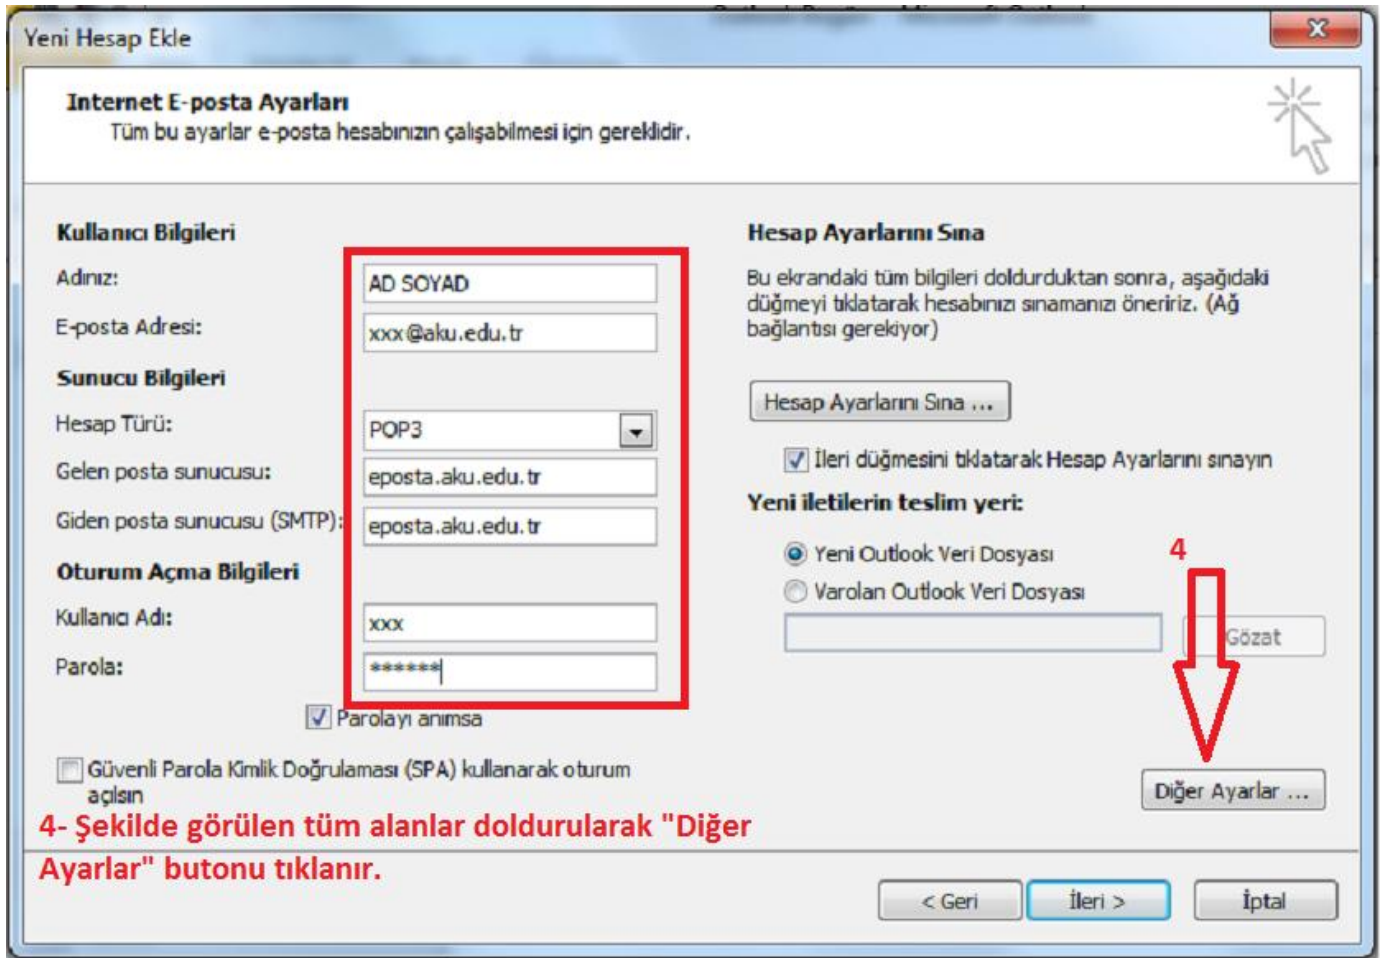 Yeni Hesap Ekle
Internet E-posta Ayarları
Tüm bu ayarlar e-posta hesabınızın çalışabilmesi için gereklidir.
Kullanıcı Bilgileri
Adınız:
AD SOYAD
E-posta Adresi:
xxx@aku.edu.tr
Sunucu Bilgileri
Hesap Türü:
POP3
Gelen posta sunucusu:
eposta.aku.edu.tr
Giden posta sunucusu (SMTP):
eposta.aku.edu.tr
Oturum Açma Bilgileri
Kullanıcı Adı:
xxx
Parola:
******
Parolayı anımsa
Güvenli Parola Kimlik Doğrulaması (SPA) kullanarak oturum
açılsın
Hesap Ayarlarını Sına
Bu ekrandaki tüm bilgileri doldurduktan sonra, aşağıdaki
düğmeyi tıklatarak hesabınızı sınamanızı öneririz. (Ağ
bağlantısı gerekiyor)
Hesap Ayarlarını Sına ...
İleri düğmesini tıklatarak Hesap Ayarlarını sınayın
Yeni iletilerin teslim yeri:
Yeni Outlook Veri Dosyası
Varolan Outlook Veri Dosyası
Gözat
4
Diğer Ayarlar ...
4- Şekilde görülen tüm alanlar doldurularak "Diğer
Ayarlar" butonu tıklanır.
< Geri
İleri >
İptal